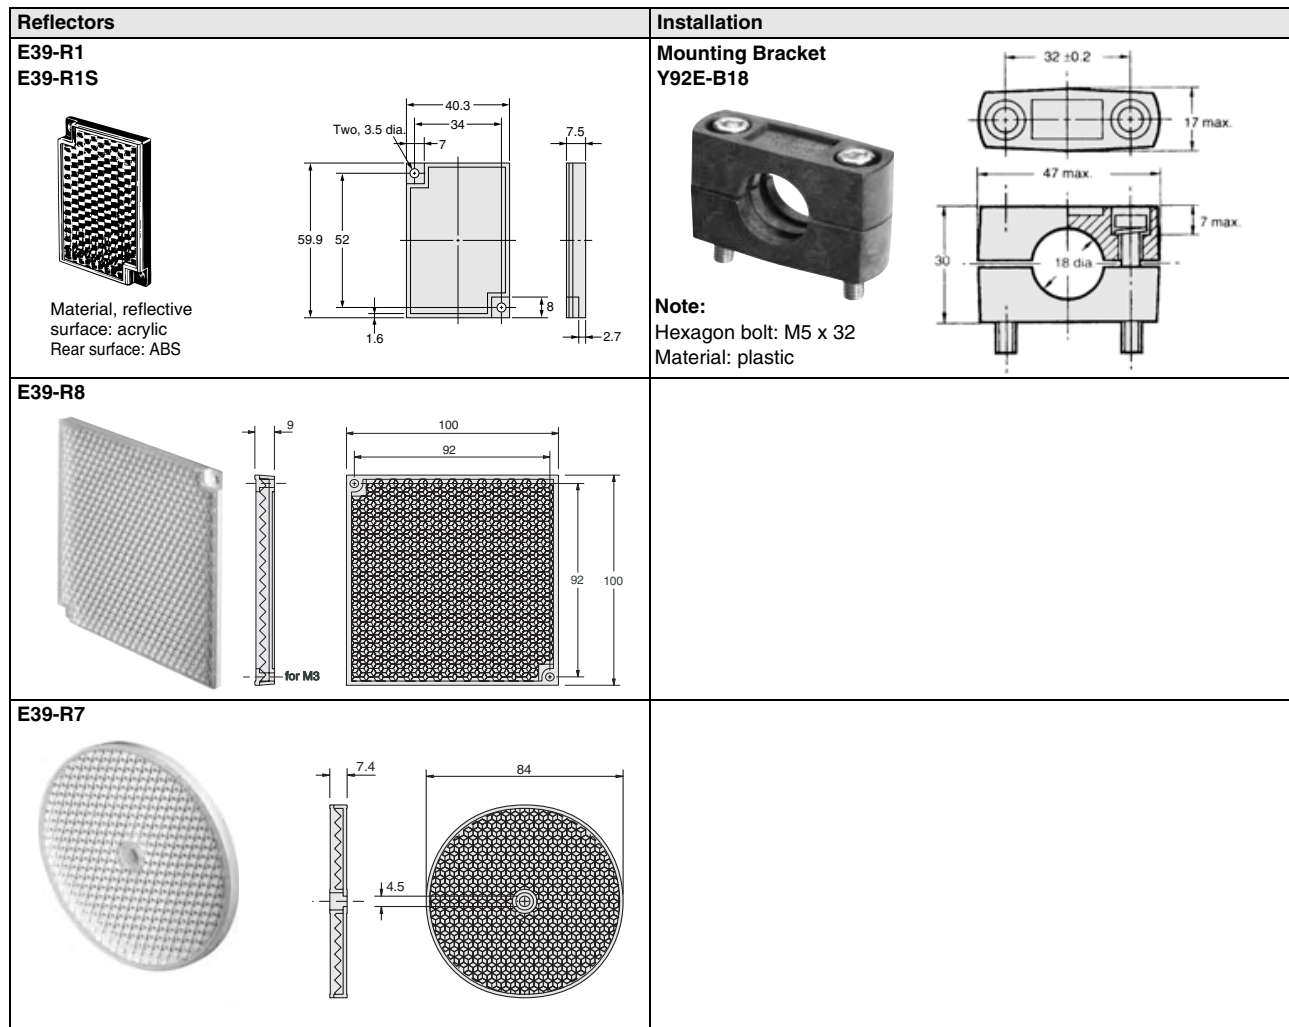 Reflectors
Installation
E39-R1
E39-R1S
40.3
34
Two, 3.5 dia.
7
7.5
59.9
52
8
1.6
2.7
Material, reflective
surface: acrylic
Rear surface: ABS
Mounting Bracket
Y92E-B18
32 ±0.2
17 max.
47 max.
7 max.
30
18 dia
Note:
Hexagon bolt: M5 x 32
Material: plastic
E39-R8
9
100
92
92
100
for M3
E39-R7
7.4
84
4.5